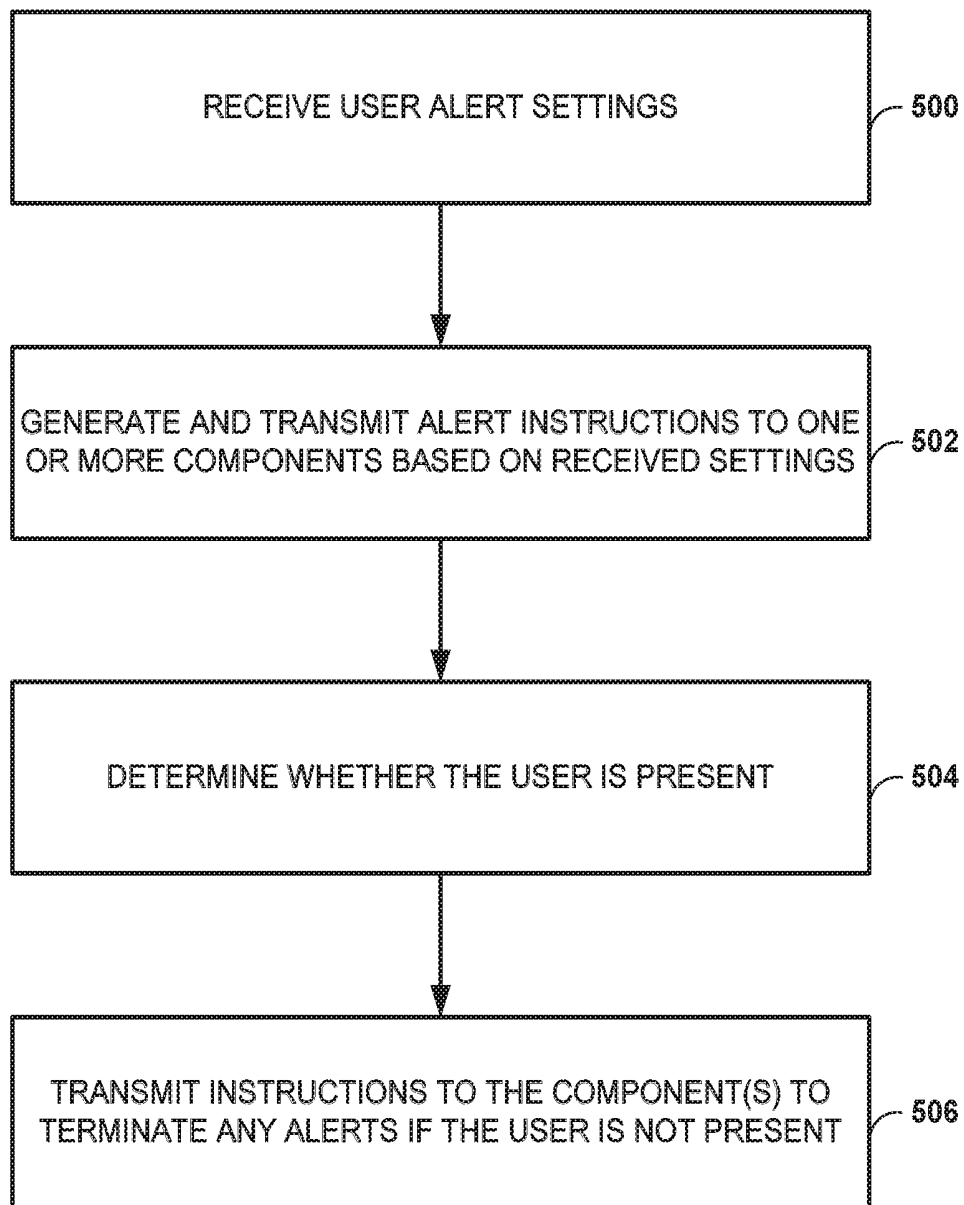 RECEIVE USER ALERT SETTINGS
500
GENERATE AND TRANSMIT ALERT INSTRUCTIONS TO ONE
OR MORE COMPONENTS BASED ON RECEIVED SETTINGS
502
DETERMINE WHETHER THE USER IS PRESENT
504
TRANSMIT INSTRUCTIONS TO THE COMPONENT(S) TO
TERMINATE ANY ALERTS IF THE USER IS NOT PRESENT
506